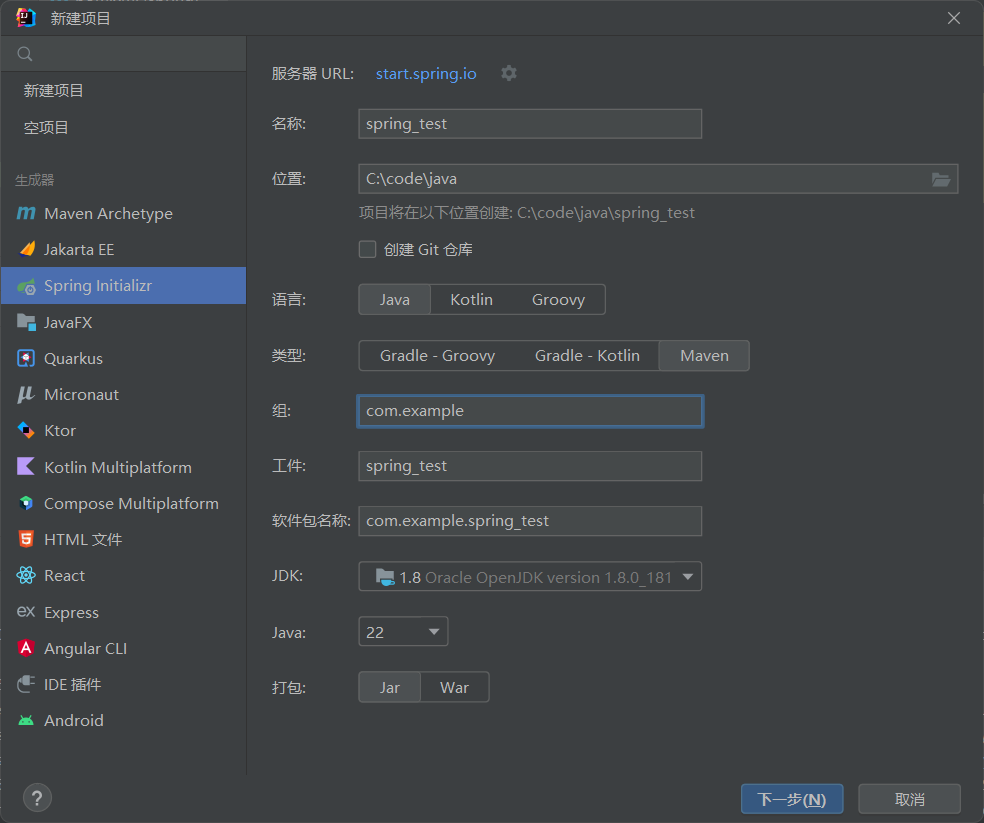 新建项目
新建项目
空项目
生成器
Maven Archetype
Jakarta EE
Spring Initializr
JavaFX
Quarkus
Micronaut
Ktor
Kotlin Multiplatform
Compose Multiplatform
HTML 文件
React
Express
Angular CLI
IDE 插件
Android
服务器 URL: start.spring.io
名称: spring_test
位置: C:\code\java
项目将在以下位置创建: C:\code\java\spring_test
创建 Git 仓库
语言: Java Kotlin Groovy
类型: Gradle - Groovy Gradle - Kotlin Maven
组: com.example
工件: spring_test
软件包名称: com.example.spring_test
JDK: 1.8 Oracle OpenJDK version 1.8.0_181
Java: 22
打包: Jar War
? 下一步(N) 取消